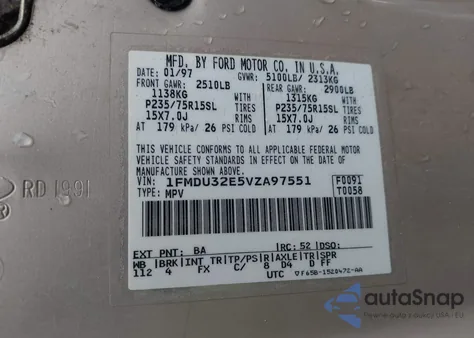 MFD. BY FORD MOTOR CO. IN U.S.A.
DATE: 01/97 GVWR: 5100LB/ 2313KG
FRONT GAWR: 2510LB REAR GAWR: 2900LB
1138KG WITH 1315KG WITH
P235/75R15SL TIRES P235/75R15SL TIRES
15X7.0J RIMS 15X7.0J RIMS
AT 179 kPa/ 26 PSI COLD AT 179 kPa/ 26 PSI COLD
THIS VEHICLE CONFORMS TO ALL APPLICABLE FEDERAL MOTOR
VEHICLE SAFETY STANDARDS IN EFFECT ON THE DATE OF
MANUFACTURE SHOWN ABOVE.
VIN: 1FMDU32E5VZA97551 F0091
TYPE: MPV T0058
RD 1991
EXT PNT: BA RC: 52 DSO:
WB BRK INT TR TP/PS R AXLE TR SPR
112 4 FX C/ 8 D4 D FF
UTC F65B-15204
autaSnap